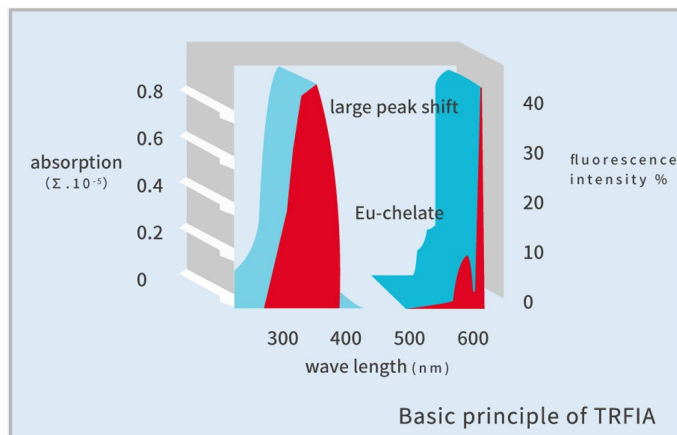 0.8
0.6
0.4
0.2
0
absorption
(Σ.10⁻⁵)
large peak shift
Eu-chelate
40
30
20
10
0
fluorescence
intensity %
300 400 500 600
wave length (nm)
Basic principle of TRFIA